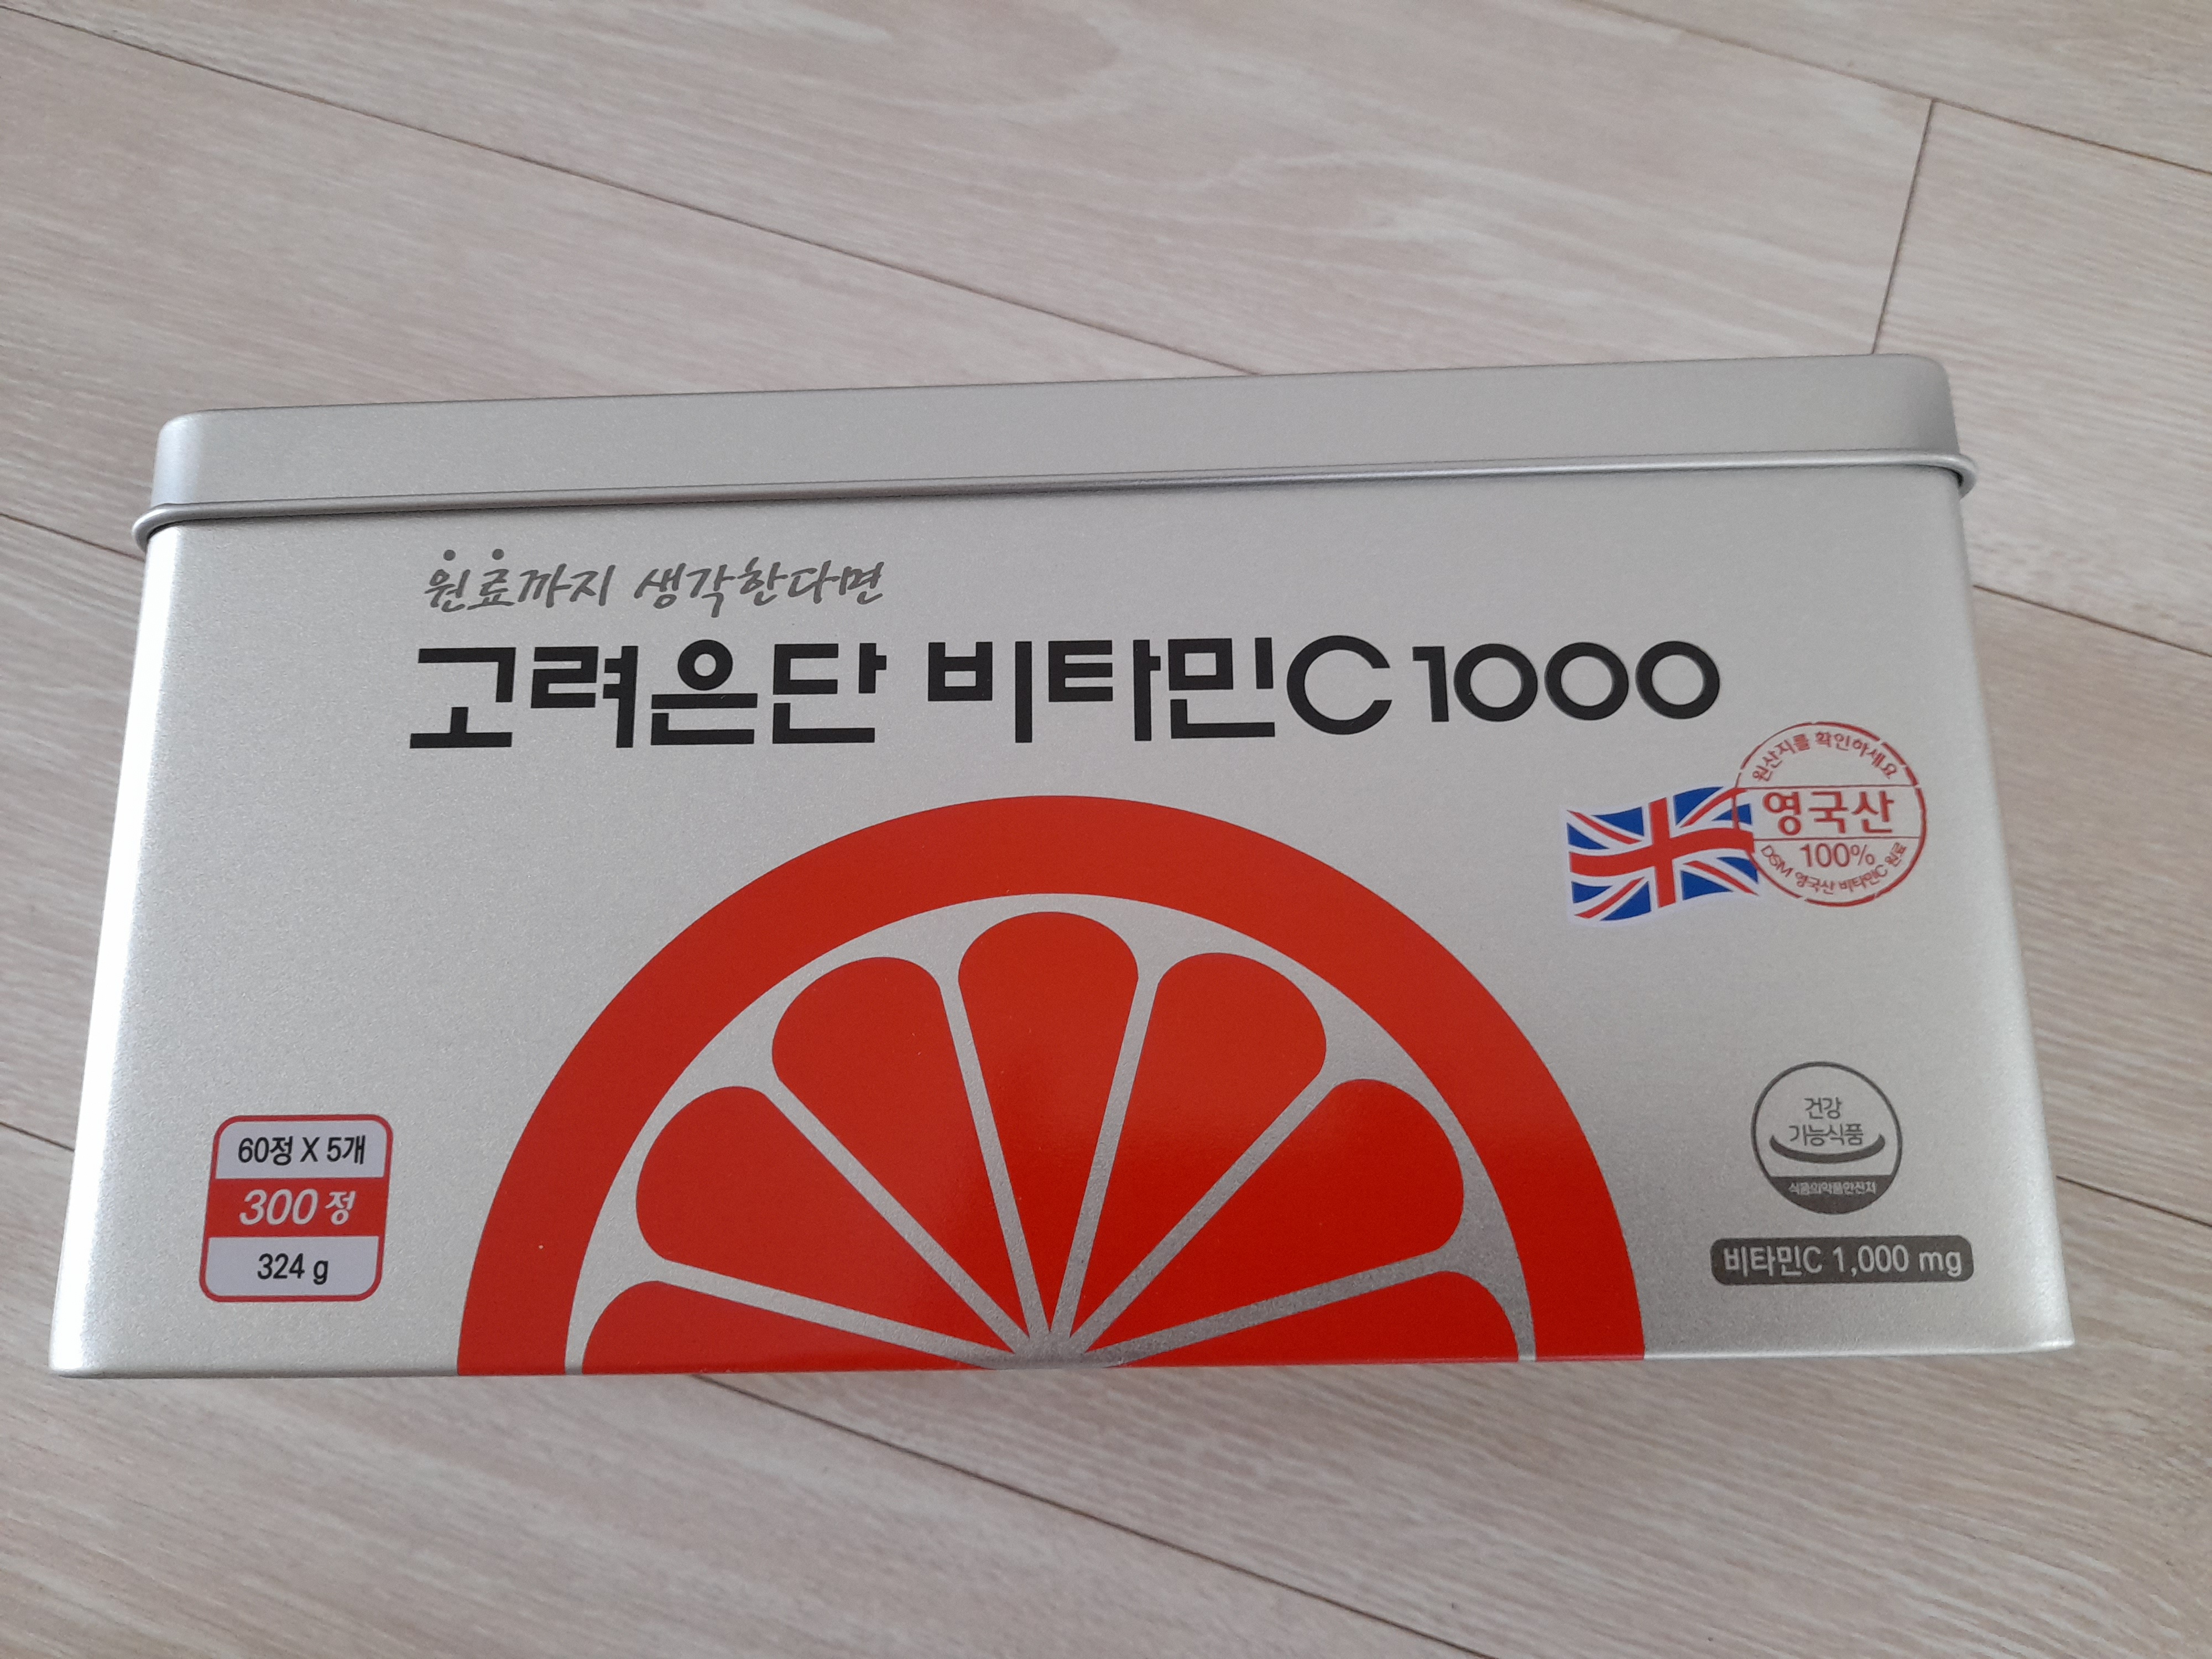 원료까지 생각한다면
고려은단 비타민C 1000
원산지를 확인하세요
영국산
100%
DSM 영국산 비타민C 원료
60정 X 5개
300 정
324 g
건강
기능식품
식품의약품안전처
비타민C 1,000 mg